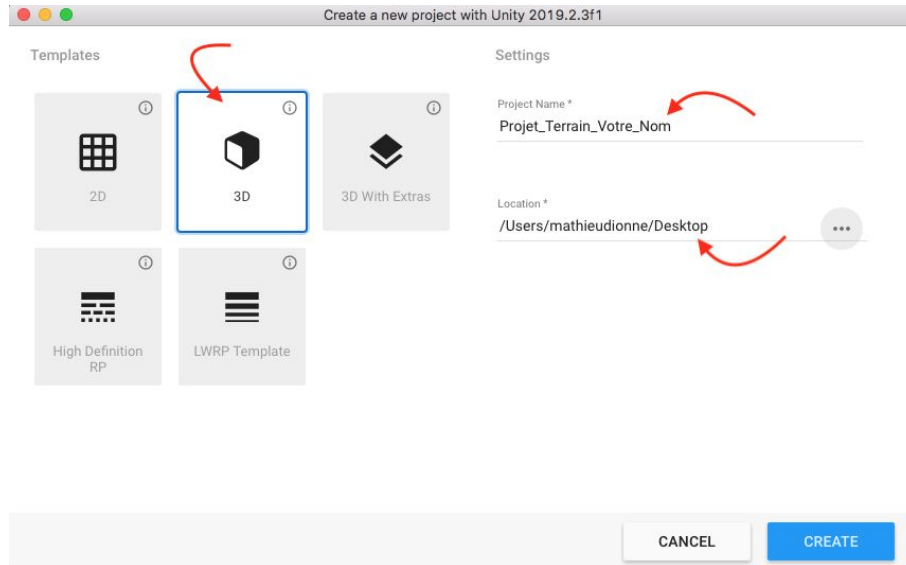 Create a new project with Unity 2019.2.3f1
Templates
2D
3D
3D With Extras
High Definition
RP
LWRP Template
Settings
Project Name *
Projet_Terrain_Votre_Nom
Location *
/Users/mathieudionne/Desktop
CANCEL
CREATE